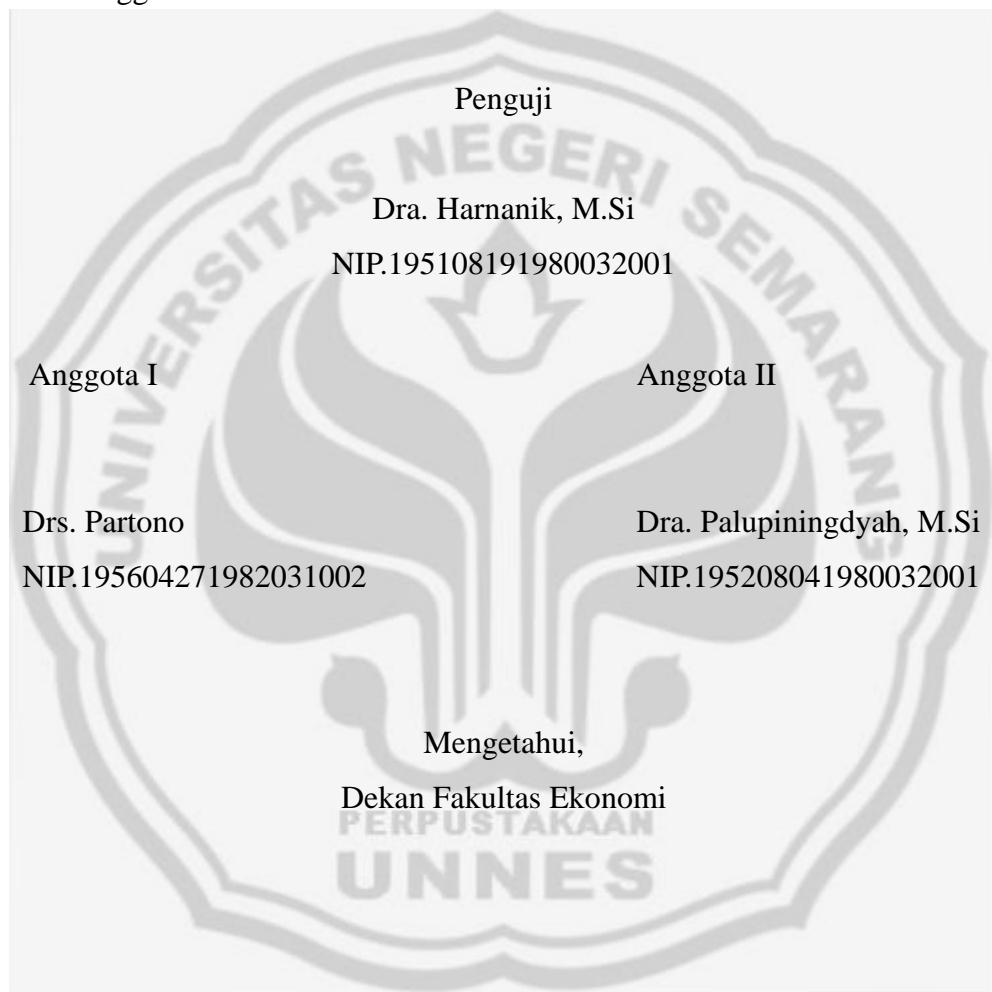 Penguji
Dra. Harnanik, M.Si
NIP.195108191980032001
Anggota I
Anggota II
Drs. Partono
Dra. Palupiningdyah, M.Si
NIP.195604271982031002
NIP.195208041980032001
Mengetahui,
Dekan Fakultas Ekonomi
UNIVERSITAS NEGERI SEMARANG
PERPUSTAKAAN
UNNES